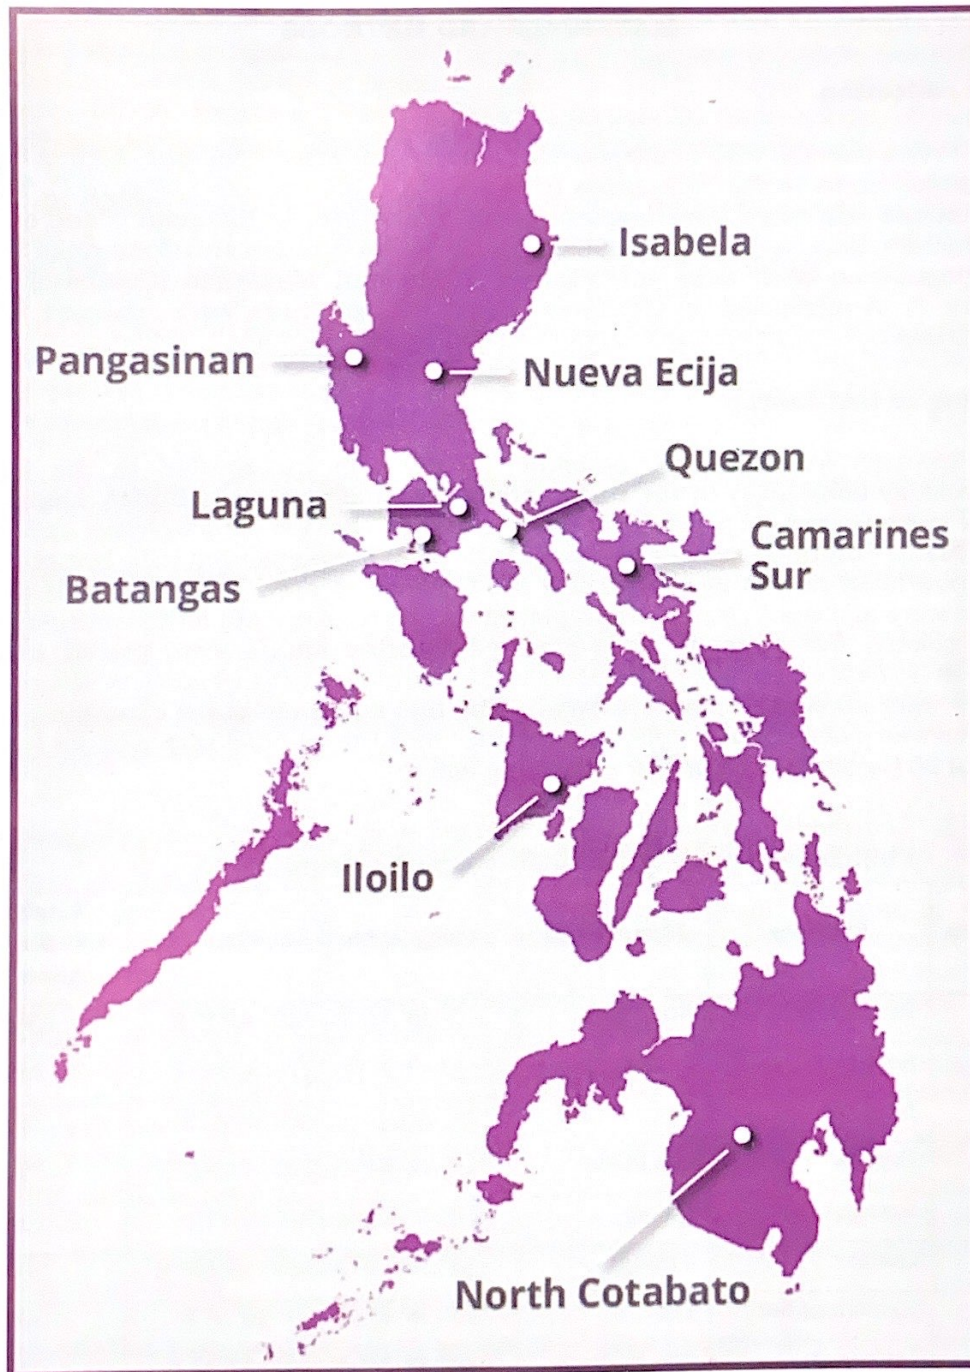 Isabela
Pangasinan
Nueva Ecija
Quezon
Laguna
Camarines
Sur
Batangas
Iloilo
North Cotabato